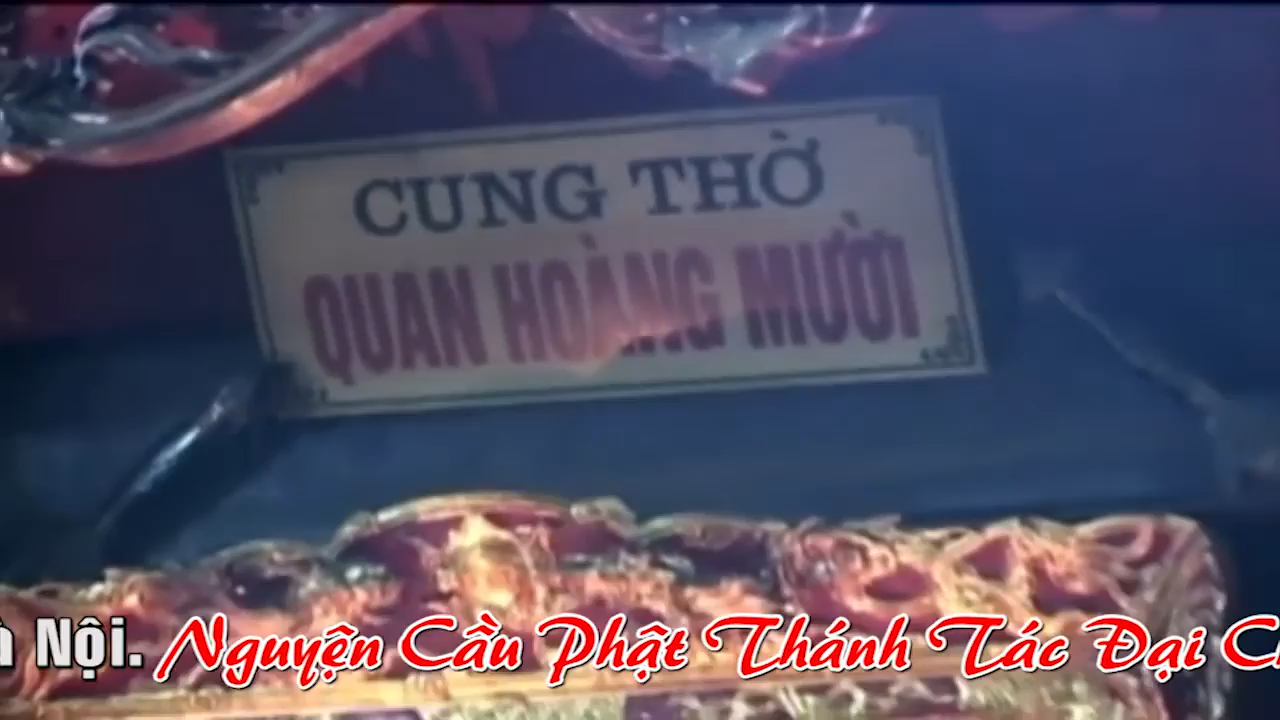 CUNG THỜ
QUAN HOÀNG MƯỜI
Nội. Nguyện Cầu Phật Thánh Tác Đại